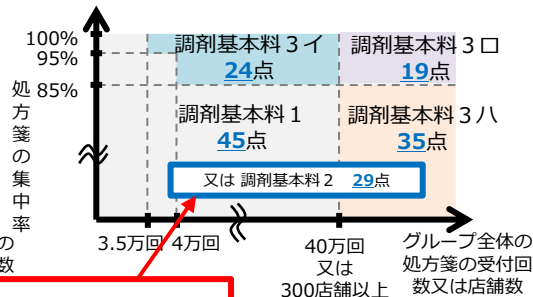 100%
95%
85%
処方箋の集中率
調剤基本料3イ
24点
調剤基本料3ロ
19点
調剤基本料1
45点
調剤基本料3ハ
35点
又は 調剤基本料2 29点
の
数
3.5万回
4万回
40万回
又は
300店舗以上
グループ全体の
処方箋の受付回
数又は店舗数